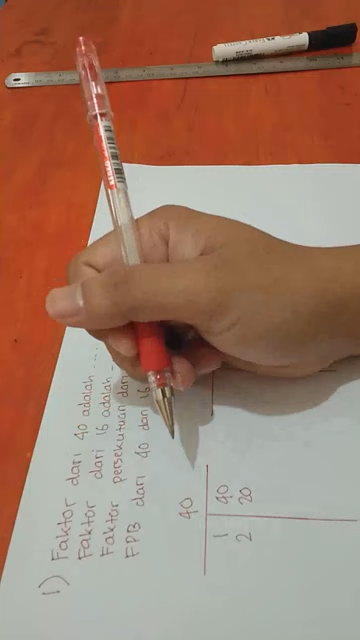 1) Faktor dari 40 adalah ....
Faktor dari 16 adalah
Faktor persekutuan dari
FPB dari 40 dan 16
40
1 40
2 20